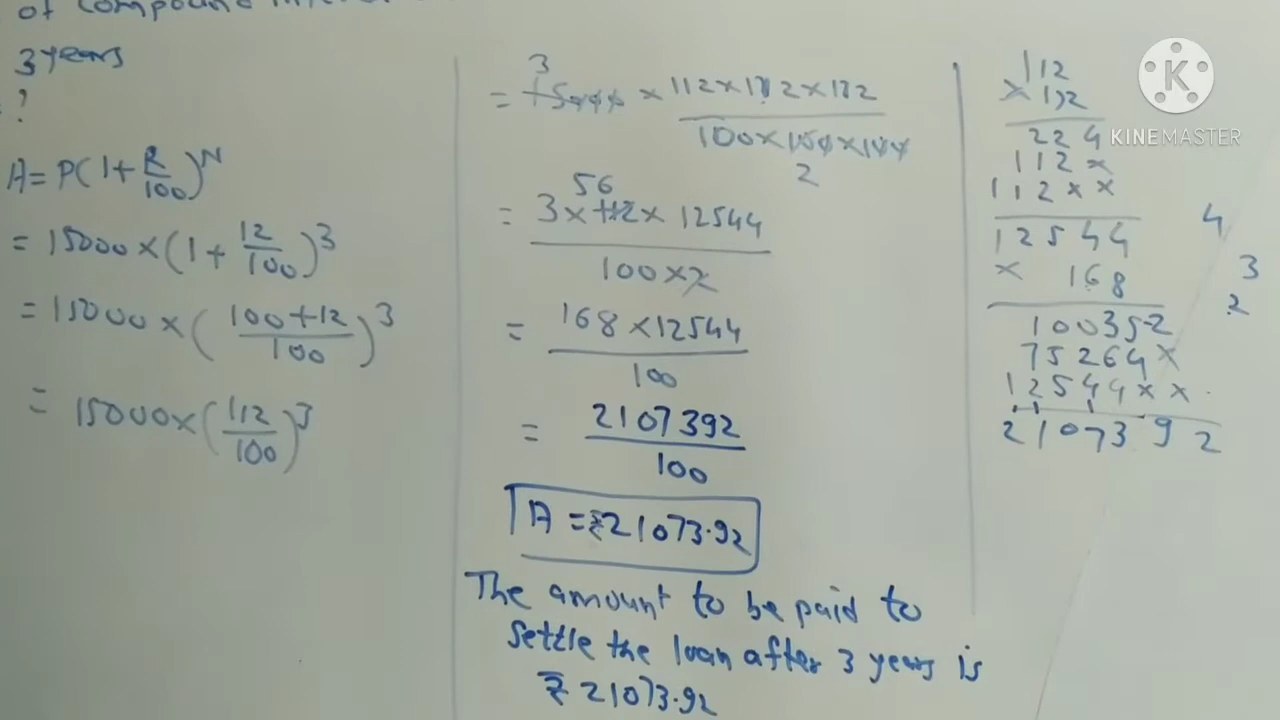 of compound
3 years
?
A = P(1 + R/100)^N
= 15000 × (1 + 12/100)^3
= 15000 × (100+12/100)^3
= 15000 × (112/100)^3
3
= 15000 × 112×112×112/100×100×100
2
56
= 3 × 112 × 12544/100×2
= 168 × 12544/100
= 2107392/100
A = ₹21073.92
The amount to be paid to
settle the loan after 3 years is
₹ 21073.92
112
× 112
224
112×
112××
12544
× 168
100352
75264×
12544××
2107392
4
3
2
K
KINEMASTER